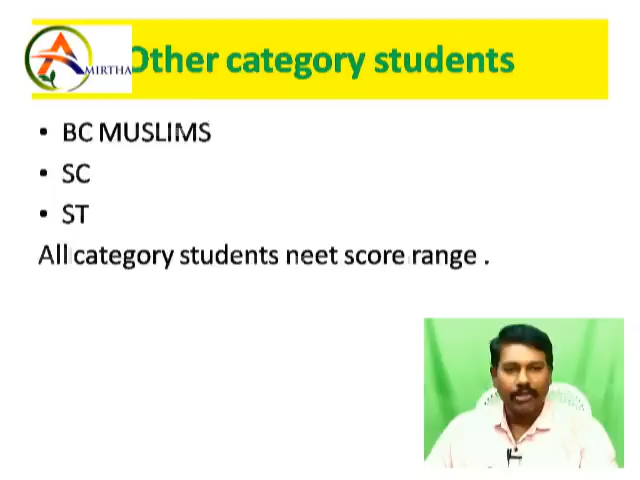 AMIRTHA
Other category students
• BC MUSLIMS
• SC
• ST
All category students neet score range .